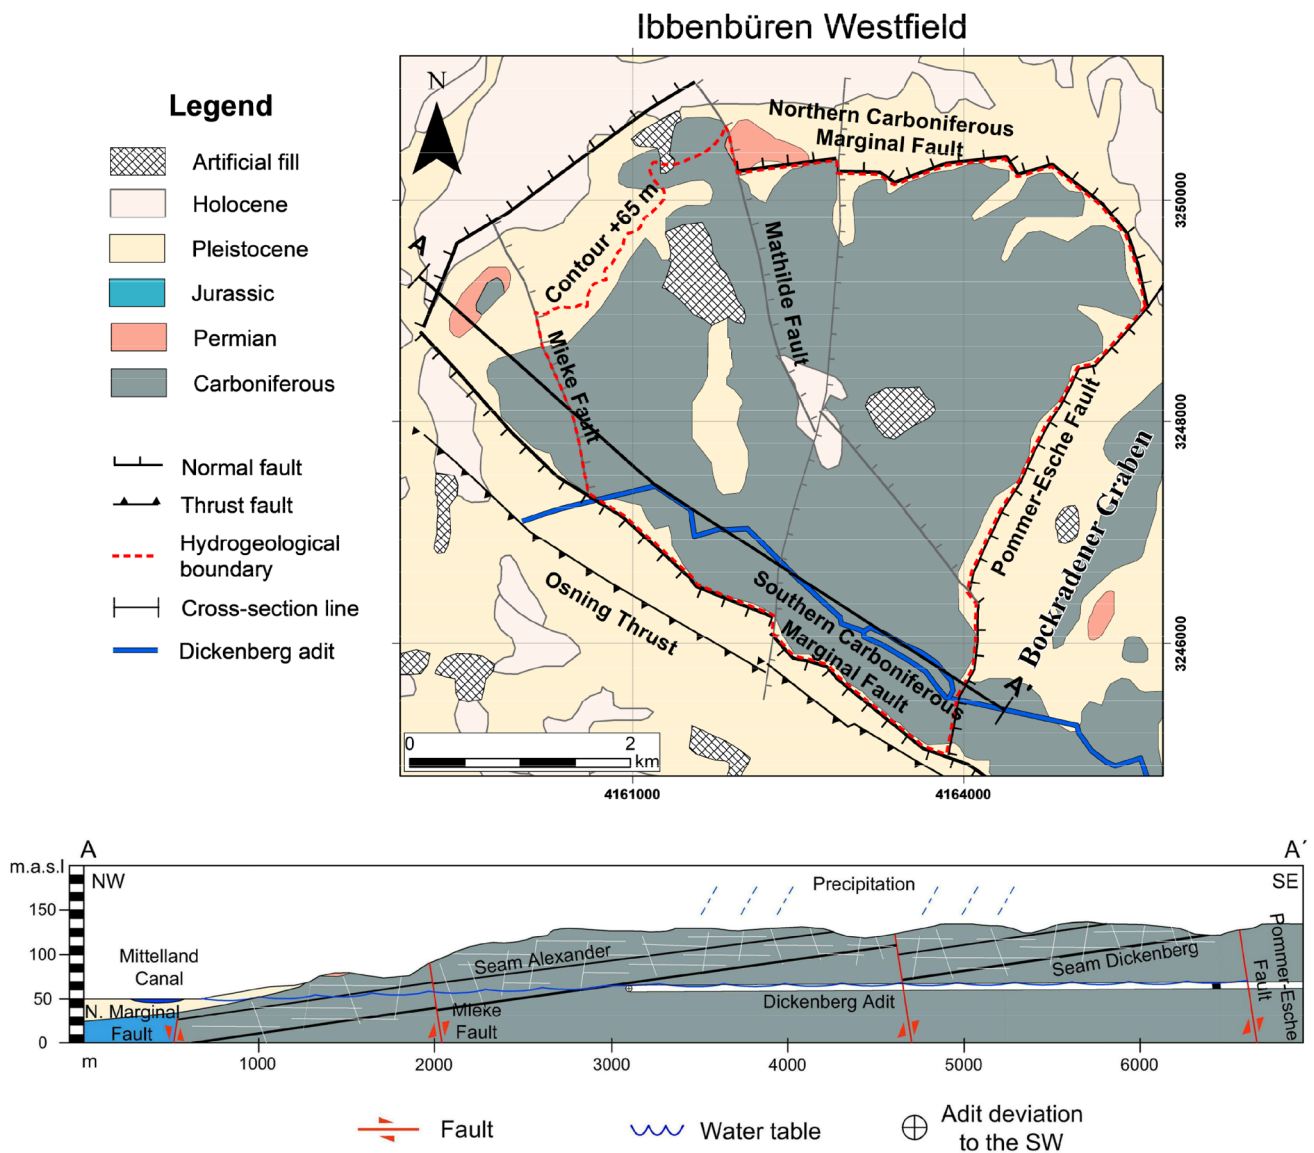 Ibbenbüren Westfield
Legend
Artificial fill
Holocene
Pleistocene
Jurassic
Permian
Carboniferous
Normal fault
Thrust fault
Hydrogeological
boundary
Cross-section line
Dickenberg adit
N
Northern Carboniferous
Marginal Fault
A
Contour +65 m
Mathilde Fault
Mieke Fault
Pommer-Esche Fault
Bockradener Graben
Osning Thrust
Southern Carboniferous
Marginal Fault
A'
0 2
km
3250000
3248000
3246000
4161000 4164000
A A´
m.a.s.l
NW SE
Precipitation
150
100
50
0
Mittelland
Canal
N. Marginal
Fault
Seam Alexander
Mieke
Fault
Dickenberg Adit
Seam Dickenberg
Pommer-Esche
Fault
m 1000 2000 3000 4000 5000 6000
Fault
Water table
Adit deviation
to the SW